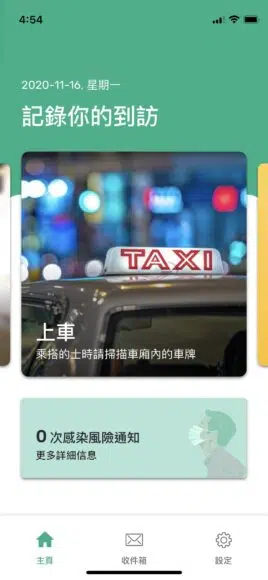 4:54
2020-11-16, 星期一
記錄你的到訪
TAXI
上車
乘搭的士時請掃描車廂內的車牌
0 次感染風險通知
更多詳細信息
主頁
收件箱
設定